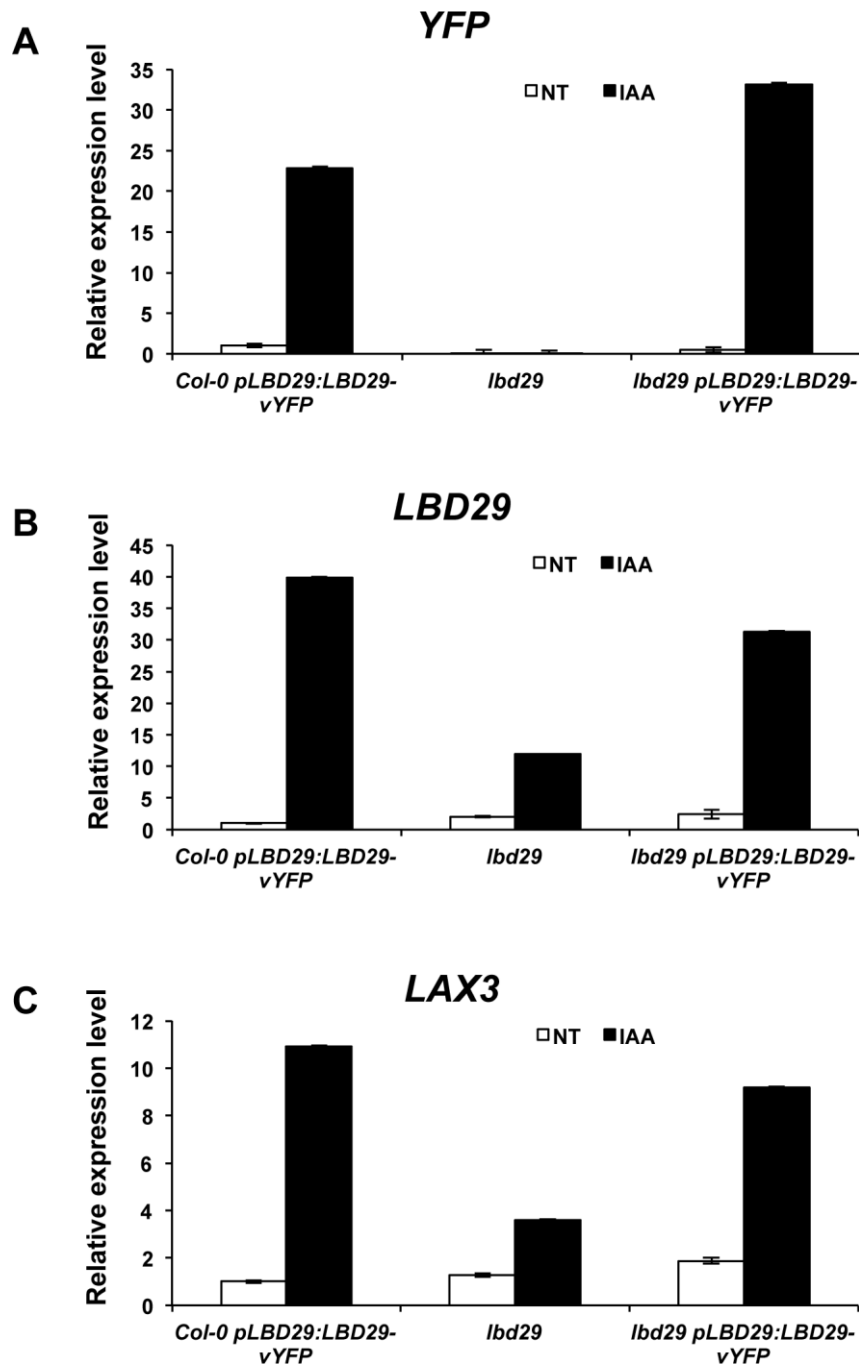 A
YFP
Relative expression level
35
30
25
20
15
10
5
0
NT IAA
Col-0 pLBD29:LBD29-
vYFP
lbd29
lbd29 pLBD29:LBD29-
vYFP
B
LBD29
Relative expression level
45
40
35
30
25
20
15
10
5
0
NT IAA
Col-0 pLBD29:LBD29-
vYFP
lbd29
lbd29 pLBD29:LBD29-
vYFP
C
LAX3
Relative expression level
12
10
8
6
4
2
0
NT IAA
Col-0 pLBD29:LBD29-
vYFP
lbd29
lbd29 pLBD29:LBD29-
vYFP